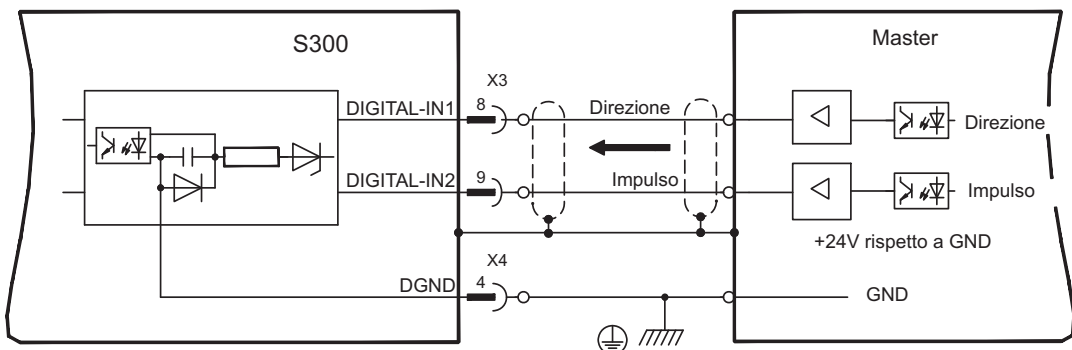 S300
Master
X3
DIGITAL-IN1
8
Direzione
Direzione
DIGITAL-IN2
9
Impulso
Impulso
+24V rispetto a GND
X4
DGND
4
GND